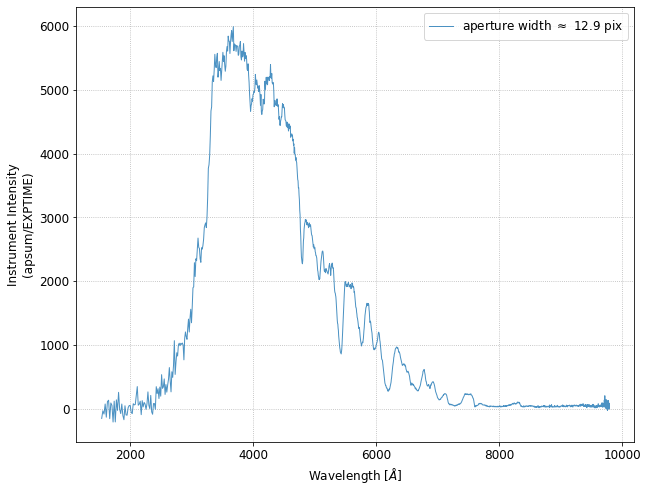 aperture width ≈ 12.9 pix
6000
5000
4000
3000
2000
1000
0
Instrument Intensity
(apsum/EXPTIME)
2000 4000 6000 8000 10000
Wavelength [Å]